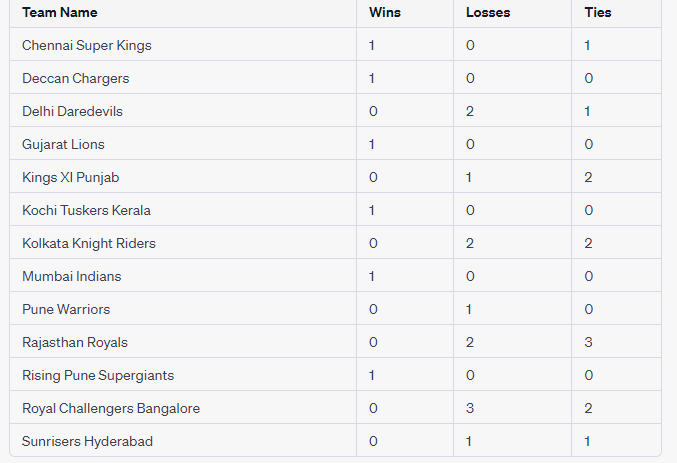 Team Name Wins Losses Ties
Chennai Super Kings 1 0 1
Deccan Chargers 1 0 0
Delhi Daredevils 0 2 1
Gujarat Lions 1 0 0
Kings XI Punjab 0 1 2
Kochi Tuskers Kerala 1 0 0
Kolkata Knight Riders 0 2 2
Mumbai Indians 1 0 0
Pune Warriors 0 1 0
Rajasthan Royals 0 2 3
Rising Pune Supergiants 1 0 0
Royal Challengers Bangalore 0 3 2
Sunrisers Hyderabad 0 1 1